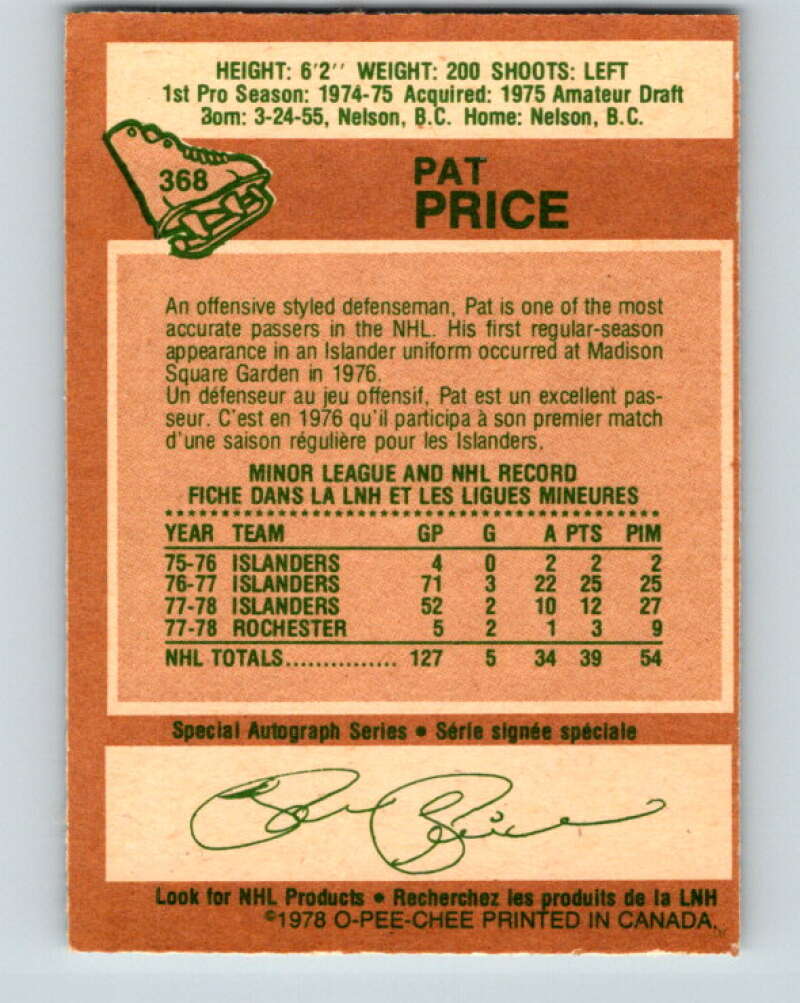 HEIGHT: 6'2'' WEIGHT: 200 SHOOTS: LEFT
1st Pro Season: 1974-75 Acquired: 1975 Amateur Draft
Born: 3-24-55, Nelson, B.C. Home: Nelson, B.C.
368
PAT
PRICE
An offensive styled defenseman, Pat is one of the most
accurate passers in the NHL. His first regular-season
appearance in an Islander uniform occurred at Madison
Square Garden in 1976.
Un défenseur au jeu offensif, Pat est un excellent pas-
seur. C'est en 1976 qu'il participa à son premier match
d'une saison régulière pour les Islanders.
MINOR LEAGUE AND NHL RECORD
FICHE DANS LA LNH ET LES LIGUES MINEURES
YEAR TEAM GP G A PTS PIM
75-76 ISLANDERS 4 0 2 2 2
76-77 ISLANDERS 71 3 22 25 25
77-78 ISLANDERS 52 2 10 12 27
77-78 ROCHESTER 5 2 1 3 9
NHL TOTALS............... 127 5 34 39 54
Special Autograph Series • Série signée spéciale
Pat Price
Look for NHL Products • Recherchez les produits de la LNH
©1978 O-PEE-CHEE PRINTED IN CANADA.